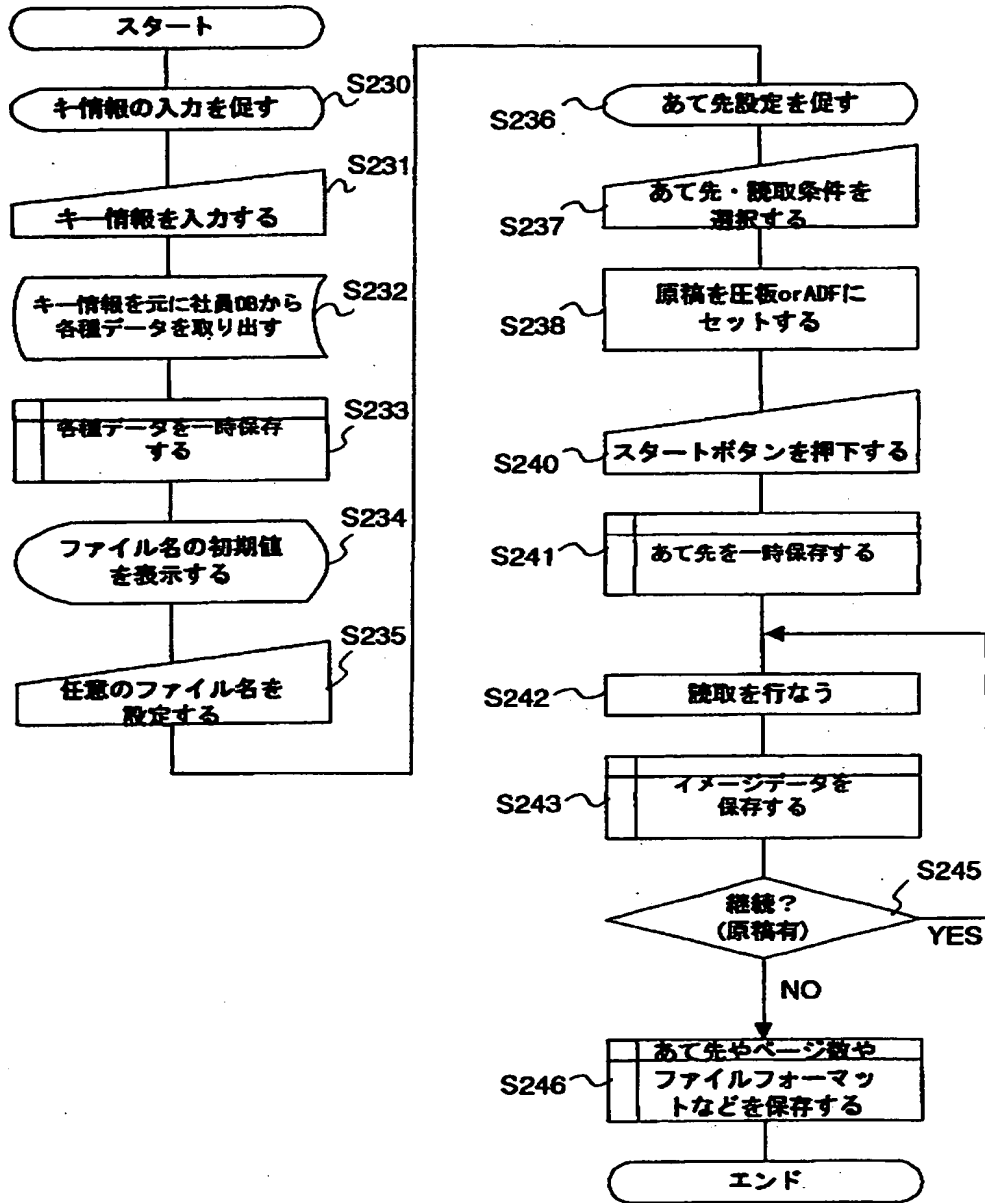 スタート
キー情報の入力を促す
S230
キー情報を入力する
S231
キー情報を元に社員DBから
各種データを取り出す
S232
各種データを一時保存
する
S233
ファイル名の初期値
を表示する
S234
任意のファイル名を
設定する
S235
あて先設定を促す
S236
あて先・読取条件を
選択する
S237
原稿を圧板orADFに
セットする
S238
スタートボタンを押下する
S240
あて先を一時保存する
S241
読取を行なう
S242
イメージデータを
保存する
S243
継続?
(原稿有)
S245
YES
NO
あて先やページ数や
ファイルフォーマッ
トなどを保存する
S246
エンド